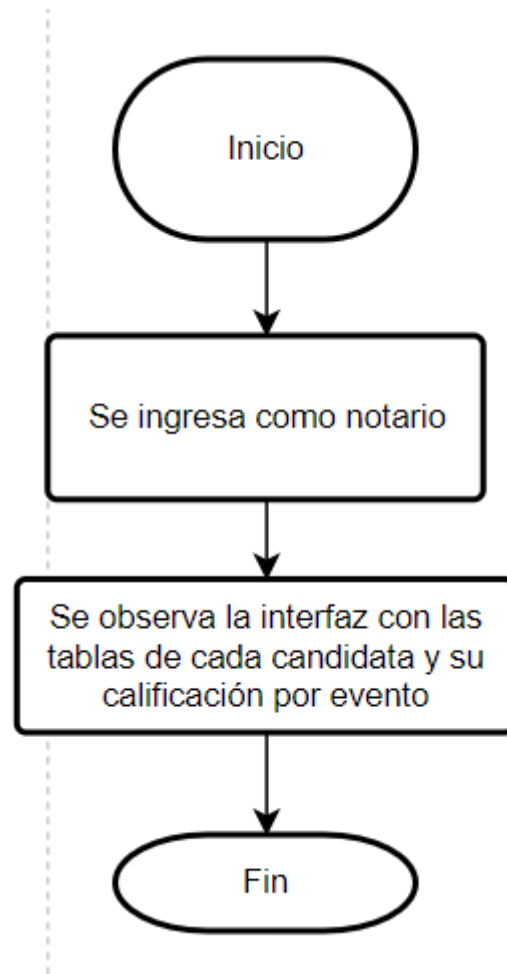 Inicio
Se ingresa como notario
Se observa la interfaz con las
tablas de cada candidata y su
calificación por evento
Fin